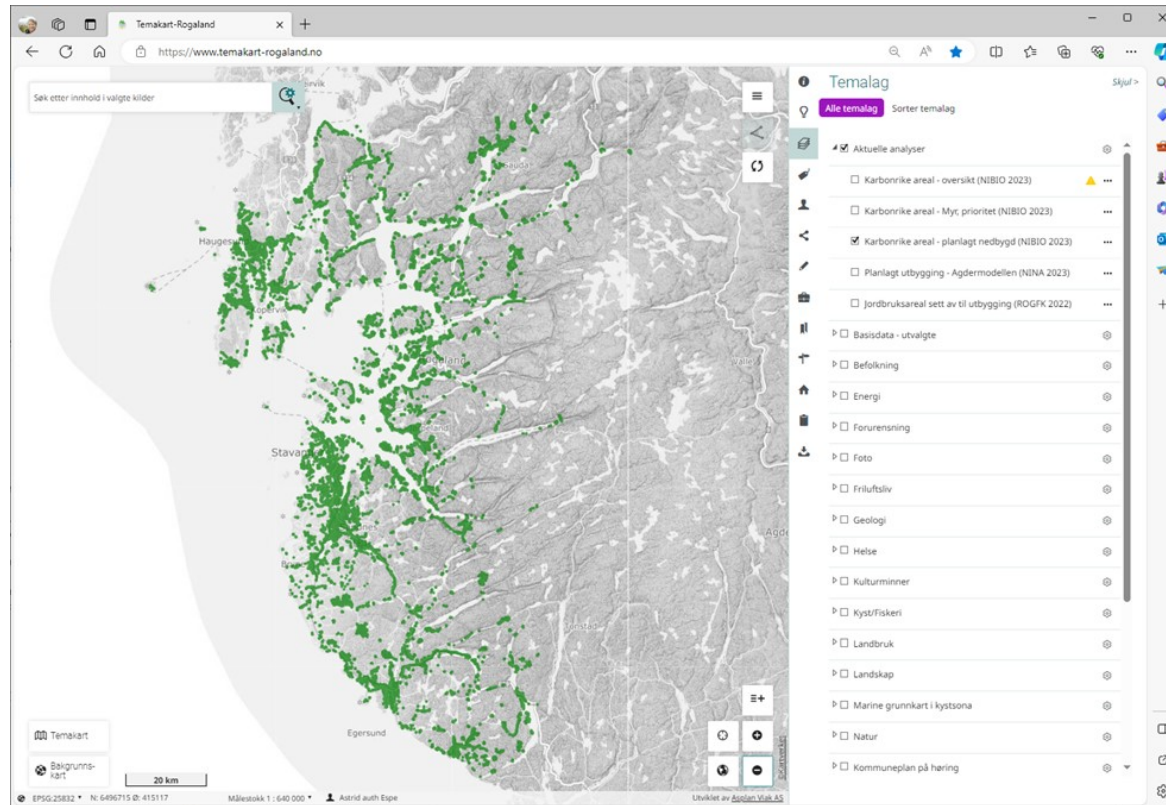 Temakart-Rogaland
https://www.temakart-rogaland.no
Søk etter innhold i valgte kilder
Temalag
Skjul >
Alle temalag
Sorter temalag
Aktuelle analyser
Karbonrike areal - oversikt (NIBIO 2023)
Karbonrike areal - Myr, prioritet (NIBIO 2023)
Karbonrike areal - planlagt nedbygd (NIBIO 2023)
Planlagt utbygging - Agdermodellen (NINA 2023)
Jordbruksareal sett av til utbygging (ROGFK 2022)
Basisdata - utvalgte
Befolkning
Energi
Forurensning
Foto
Friluftsliv
Geologi
Helse
Kulturminner
Kyst/Fiskeri
Landbruk
Landskap
Marine grunnkart i kystsona
Natur
Kommuneplan på høring
Sauda
Kopervik
Egersund
Temakart
Bakgrunns-
kart
20 km
©Kartverket
EPSG:25832
N: 6496715 Ø: 415117
Målestokk 1 : 640 000
Astrid auth Espe
Utviklet av Asplan Viak AS